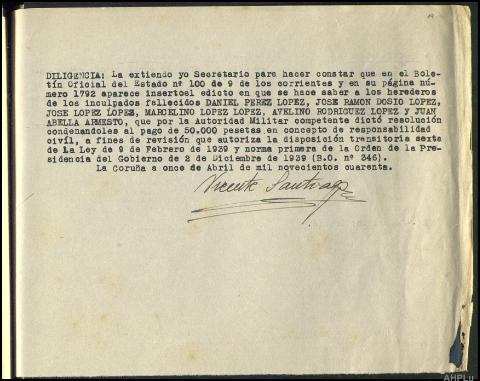 DILIGENCIA: La extiendo yo Secretario para hacer constar que en el Bole-
tín Oficial del Estado nº 100 de 9 de los corrientes y en su página
número 1792 aparece insertoel edicto en que se hace saber a los herederos
de los inculpados fallecidos DANIEL PEREZ LOPEZ, JOSE RAMON DOSIO LOPEZ,
JOSE LOPEZ LOPEZ, MARCELINO LOPEZ LOPEZ, AVELINO RODRIGUEZ LOPEZ Y JUAN
ABELLA ARMESTO, que por la Autoridad Militar competente dictó resolución
condenandoles al pago de 50.000 pesetas en concepto de responsabilidad
civil, a fines de revisión que autoriza la disposición transitoria sexta
de La Ley de 9 de Febrero de 1939 y norma primera de la Orden de la Pre-
sidencia del Gobierno de 2 de Diciembre de 1939 (B.O. nº 346).
La Coruña a once de Abril de mil novecientos cuarenta.
Vicente Santiago
AHPLu